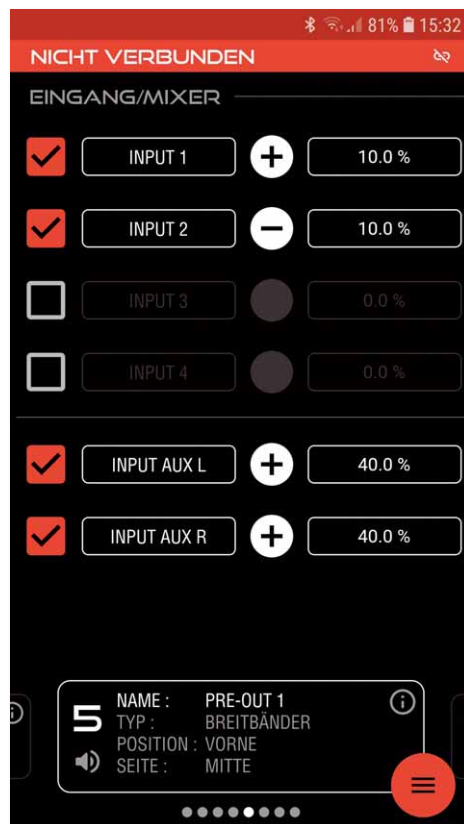 81% 15:32
NICHT VERBUNDEN
EINGANG/MIXER
INPUT 1 + 10.0 %
INPUT 2 − 10.0 %
INPUT 3 0.0 %
INPUT 4 0.0 %
INPUT AUX L + 40.0 %
INPUT AUX R + 40.0 %
5
NAME : PRE-OUT 1
TYP : BREITBÄNDER
POSITION : VORNE
SEITE : MITTE